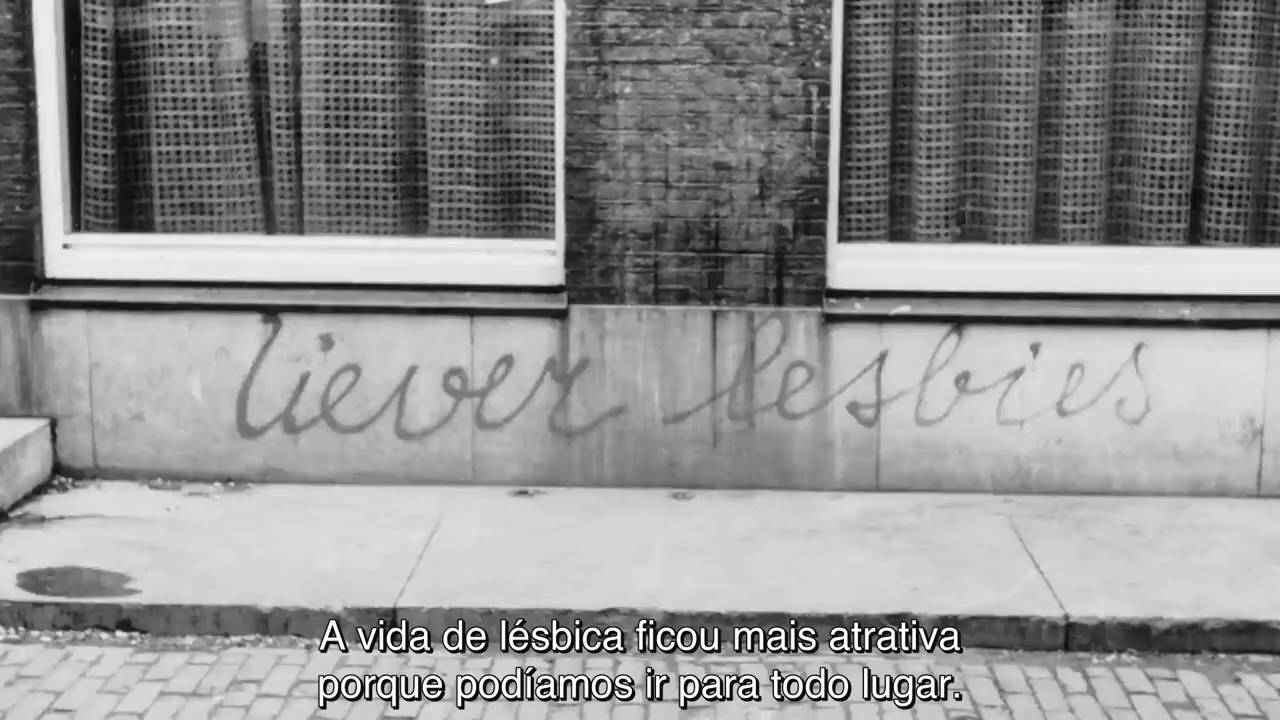 liever lesbies
A vida de lésbica ficou mais atrativa
porque podíamos ir para todo lugar.